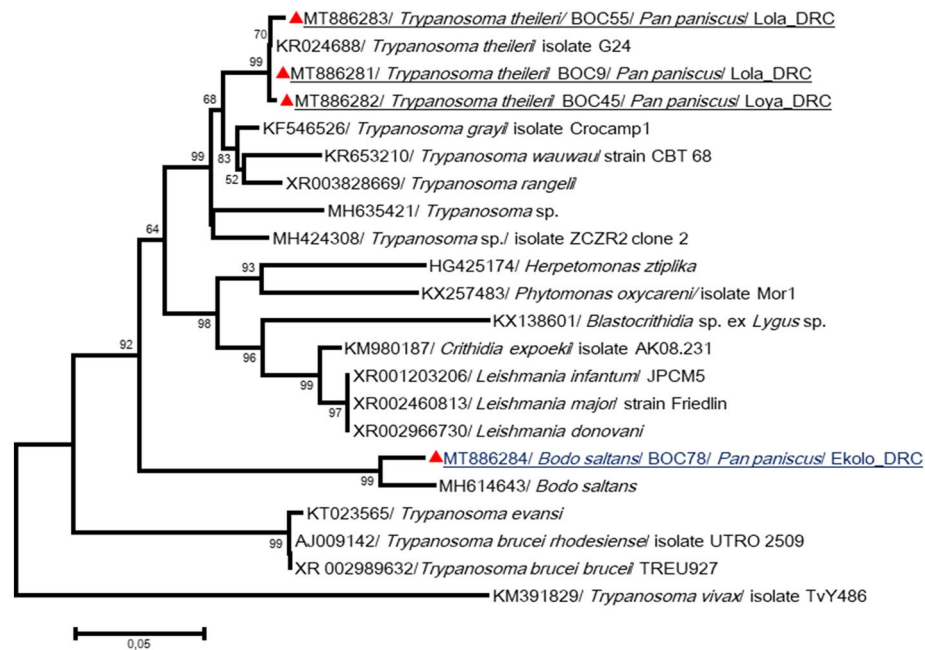 MT886283/ Trypanosoma theileri/ BOC55/ Pan paniscus/ Lola_DRC
70
KR024688/ Trypanosoma theileri/ isolate G24
99
MT886281/ Trypanosoma theileri/ BOC9/ Pan paniscus/ Lola_DRC
68
MT886282/ Trypanosoma theileri/ BOC45/ Pan paniscus/ Loya_DRC
KF546526/ Trypanosoma grayi/ isolate Crocamp1
99
83
KR653210/ Trypanosoma wauwau/ strain CBT 68
52
XR003828669/ Trypanosoma rangeli
MH635421/ Trypanosoma sp.
64
MH424308/ Trypanosoma sp./ isolate ZCZR2 clone 2
93
HG425174/ Herpetomonas ztiplika
KX257483/ Phytomonas oxycareni/isolate Mor1
98
KX138601/ Blastocrithidia sp. ex Lygus sp.
92
96
KM980187/ Crithidia expoeki/ isolate AK08.231
99
XR001203206/ Leishmania infantum/ JPCM5
97
XR002460813/ Leishmania major/ strain Friedlin
XR002966730/ Leishmania donovani
MT886284/ Bodo saltans/ BOC78/ Pan paniscus/ Ekolo_DRC
99
MH614643/ Bodo saltans
KT023565/ Trypanosoma evansi
99
AJ009142/ Trypanosoma brucei rhodesiense/ isolate UTRO 2509
XR 002989632/Trypanosoma brucei brucei/ TREU927
KM391829/ Trypanosoma vivax/ isolate TvY486
0,05